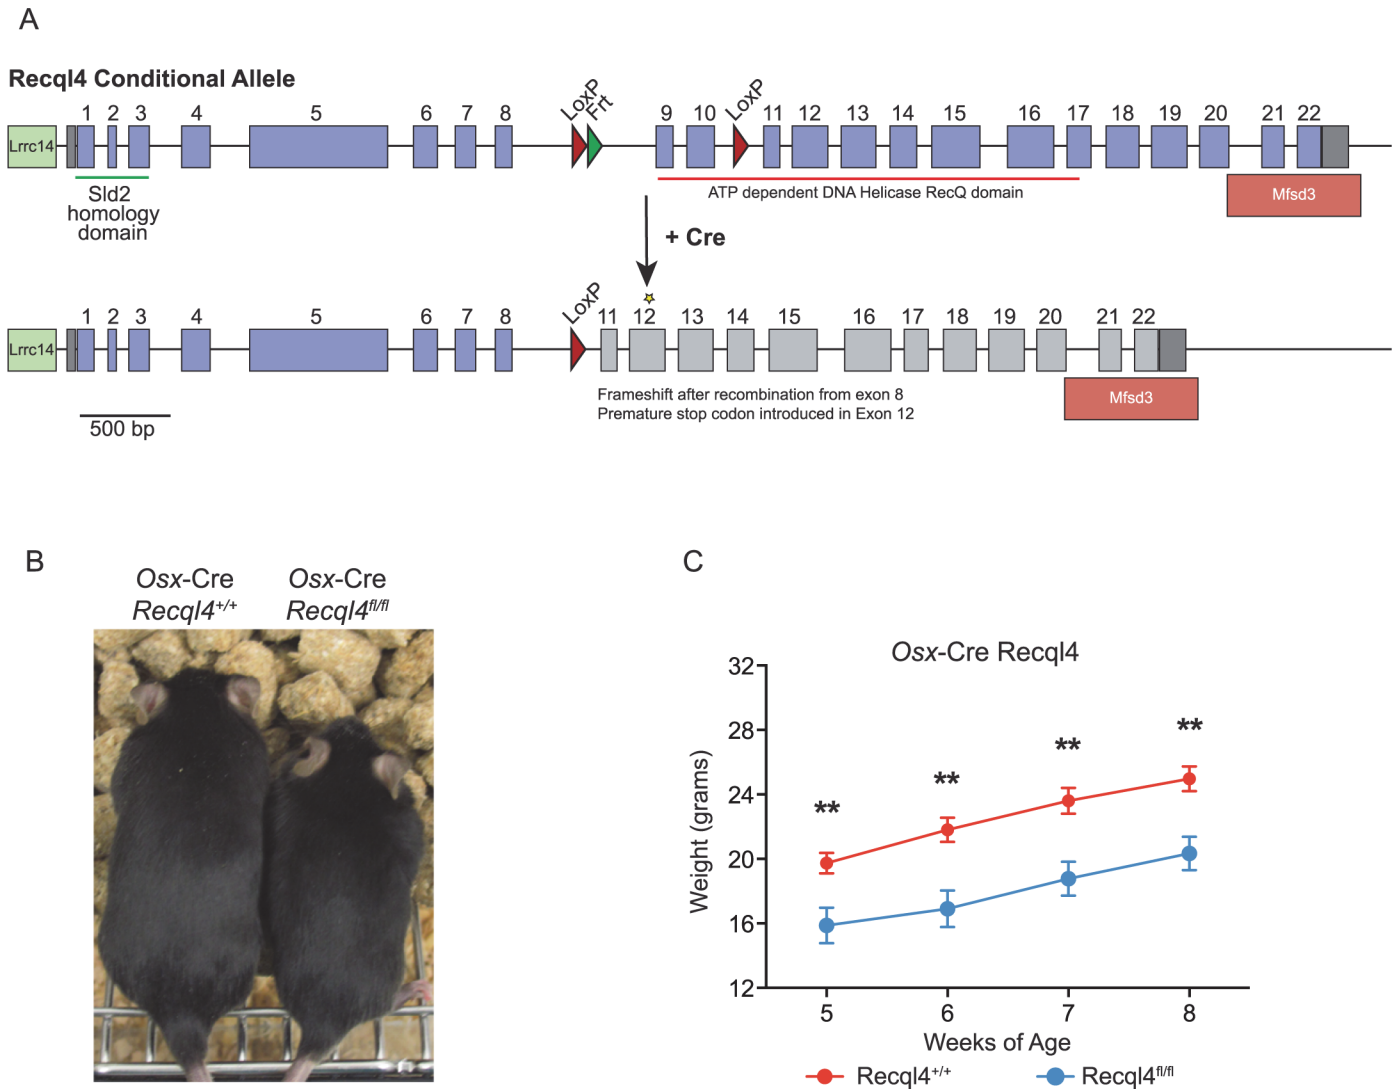 A
Recql4 Conditional Allele
LoxP
Frt
LoxP
1 2 3 4 5 6 7 8 9 10 11 12 13 14 15 16 17 18 19 20 21 22
Lrrc14
Sld2
homology
domain
ATP dependent DNA Helicase RecQ domain
Mfsd3
+ Cre
LoxP
1 2 3 4 5 6 7 8 11 12 13 14 15 16 17 18 19 20 21 22
Lrrc14
Frameshift after recombination from exon 8
Premature stop codon introduced in Exon 12
Mfsd3
500 bp
B
Osx-Cre
Recql4+/+
Osx-Cre
Recql4fl/fl
C
Osx-Cre Recql4
Weight (grams)
32
28
24
20
16
12
** ** ** **
5 6 7 8
Weeks of Age
Recql4+/+ Recql4fl/fl